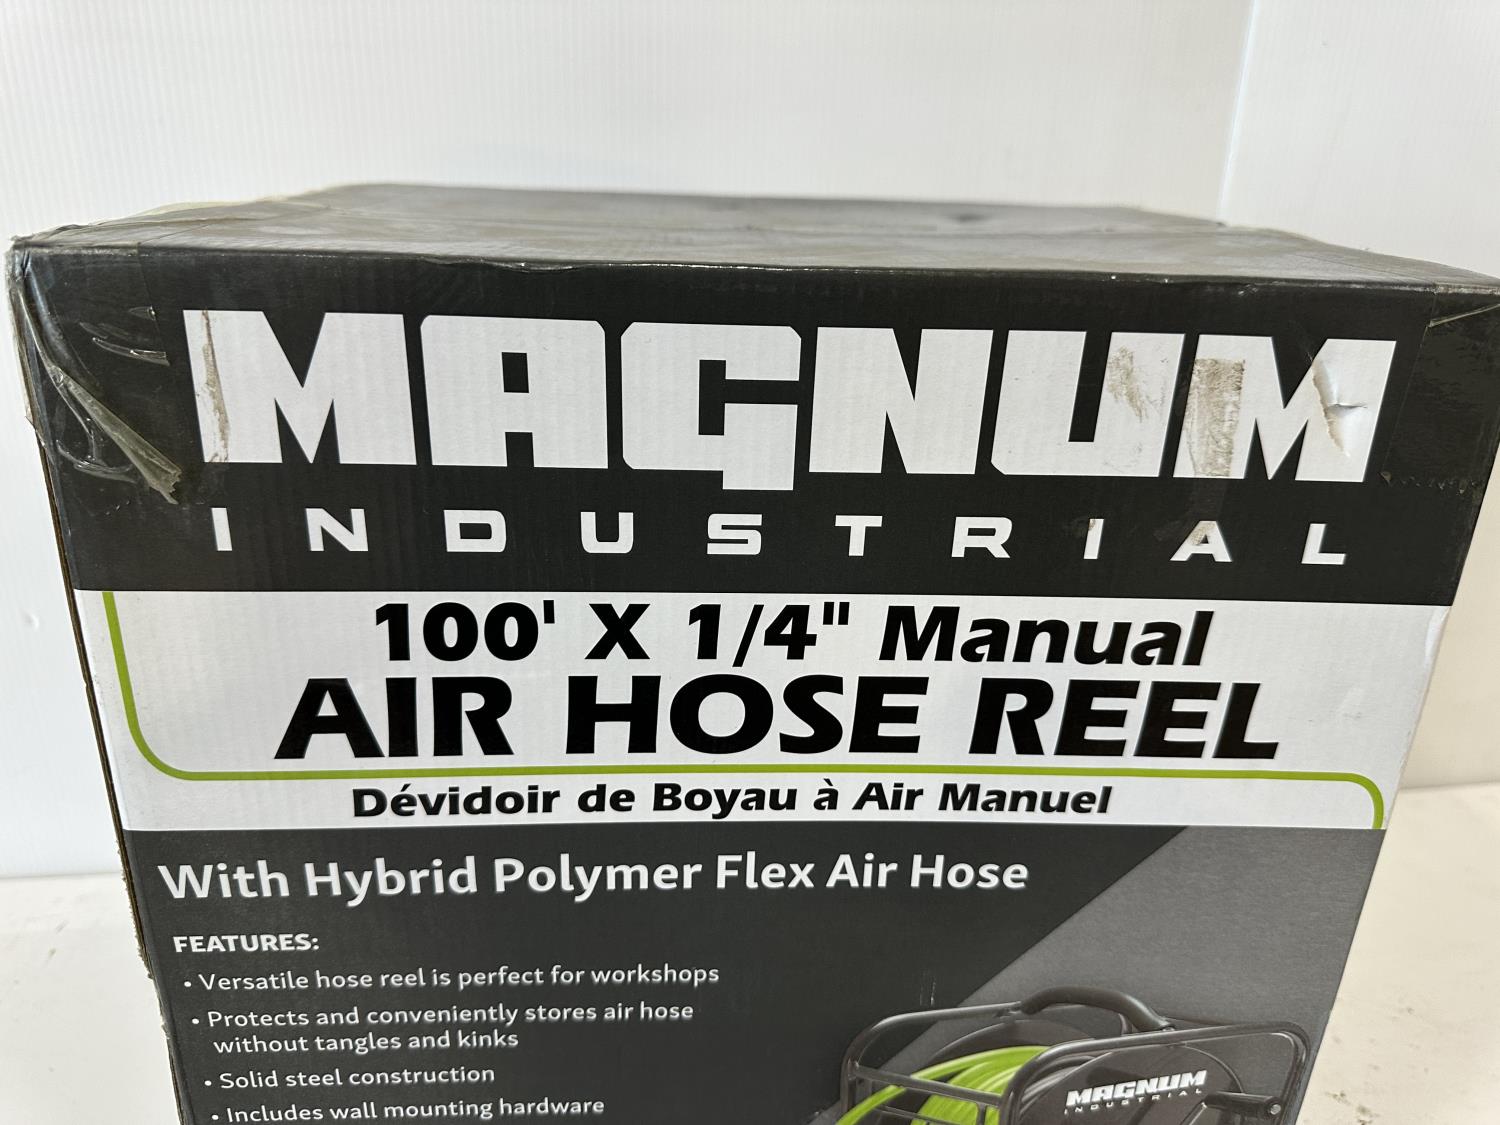 MAGNUM
INDUSTRIAL
100' X 1/4" Manual
AIR HOSE REEL
Dévidoir de Boyau à Air Manuel
With Hybrid Polymer Flex Air Hose
FEATURES:
• Versatile hose reel is perfect for workshops
• Protects and conveniently stores air hose
without tangles and kinks
• Solid steel construction
• Includes wall mounting hardware
MAGNUM
INDUSTRIAL